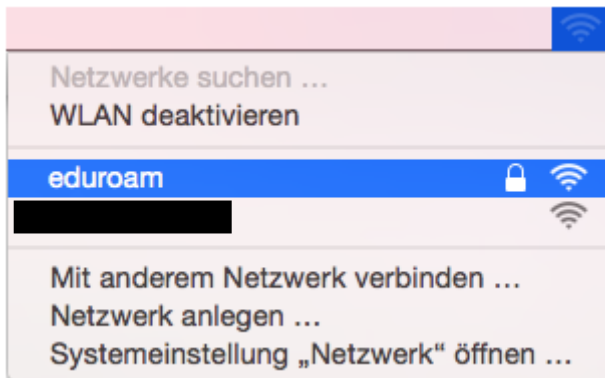 Netzwerke suchen ...
WLAN deaktivieren
eduroam
Mit anderem Netzwerk verbinden ...
Netzwerk anlegen ...
Systemeinstellung „Netzwerk“ öffnen ...